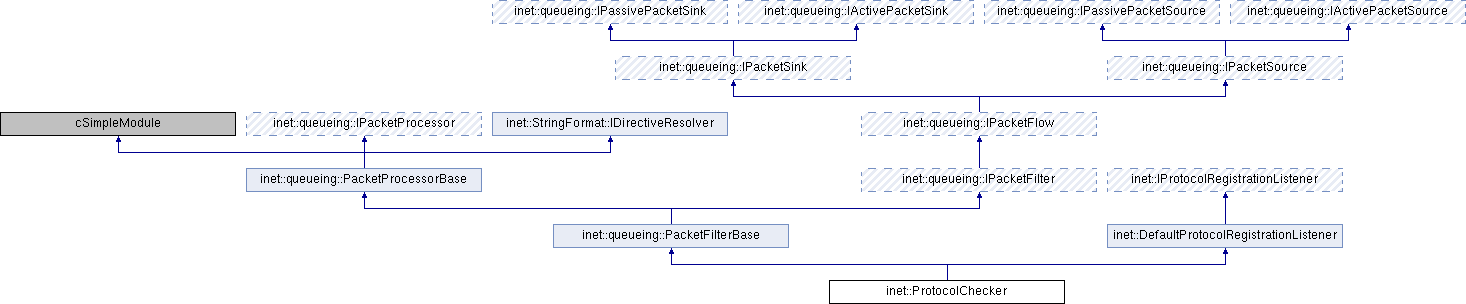 inet::queueing::IPassivePacketSink
inet::queueing::IActivePacketSink
inet::queueing::IPassivePacketSource
inet::queueing::IActivePacketSource
inet::queueing::IPacketSink
inet::queueing::IPacketSource
cSimpleModule
inet::queueing::IPacketProcessor
inet::StringFormat::IDirectiveResolver
inet::queueing::IPacketFlow
inet::queueing::PacketProcessorBase
inet::queueing::IPacketFilter
inet::IProtocolRegistrationListener
inet::queueing::PacketFilterBase
inet::DefaultProtocolRegistrationListener
inet::ProtocolChecker